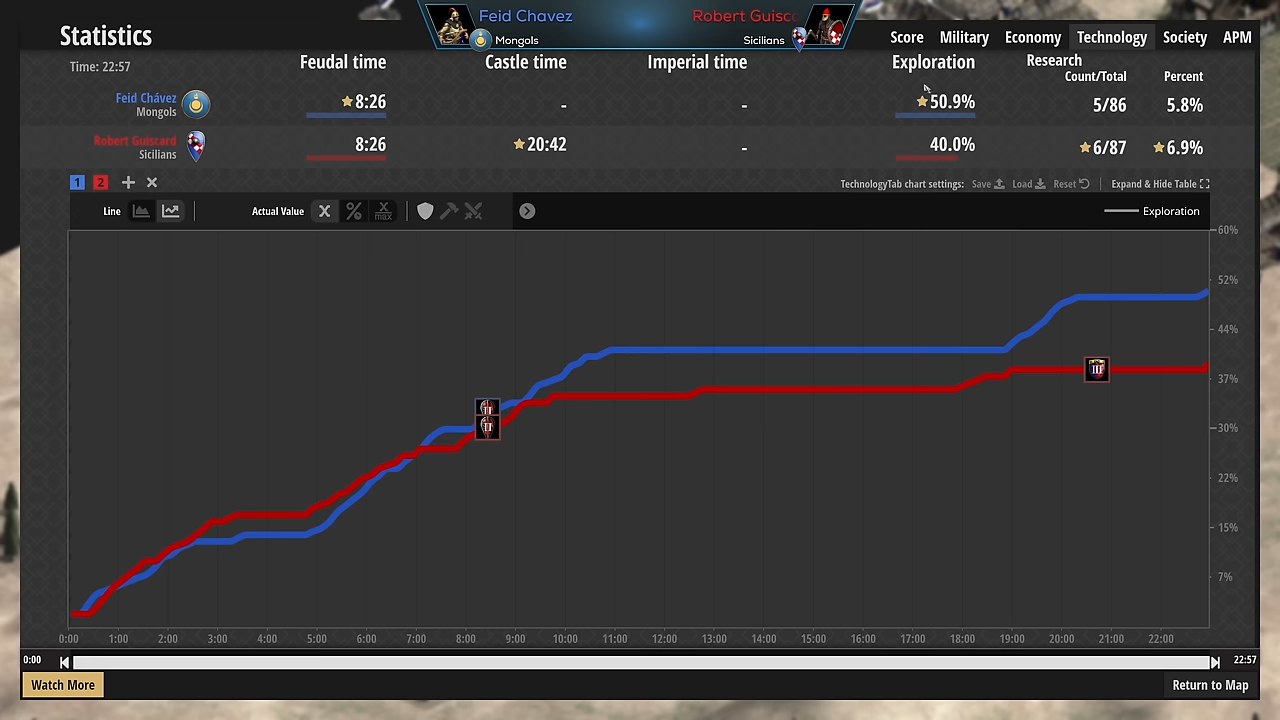 Feid Chavez
Mongols
Robert Guisc
Sicilians
Statistics
Score Military Economy Technology Society APM
Time: 22:57
Feudal time Castle time Imperial time Exploration Research
Count/Total Percent
Feid Chávez
Mongols
8:26 - - 50.9% 5/86 5.8%
Robert Guiscard
Sicilians
8:26 20:42 - 40.0% 6/87 6.9%
1 2
TechnologyTab chart settings: Save Load Reset Expand & Hide Table
Line Actual Value X % X max
Exploration
60%
52%
44%
37%
30%
22%
15%
7%
II
II
III
0:00 1:00 2:00 3:00 4:00 5:00 6:00 7:00 8:00 9:00 10:00 11:00 12:00 13:00 14:00 15:00 16:00 17:00 18:00 19:00 20:00 21:00 22:00
0:00 22:57
Watch More
Return to Map